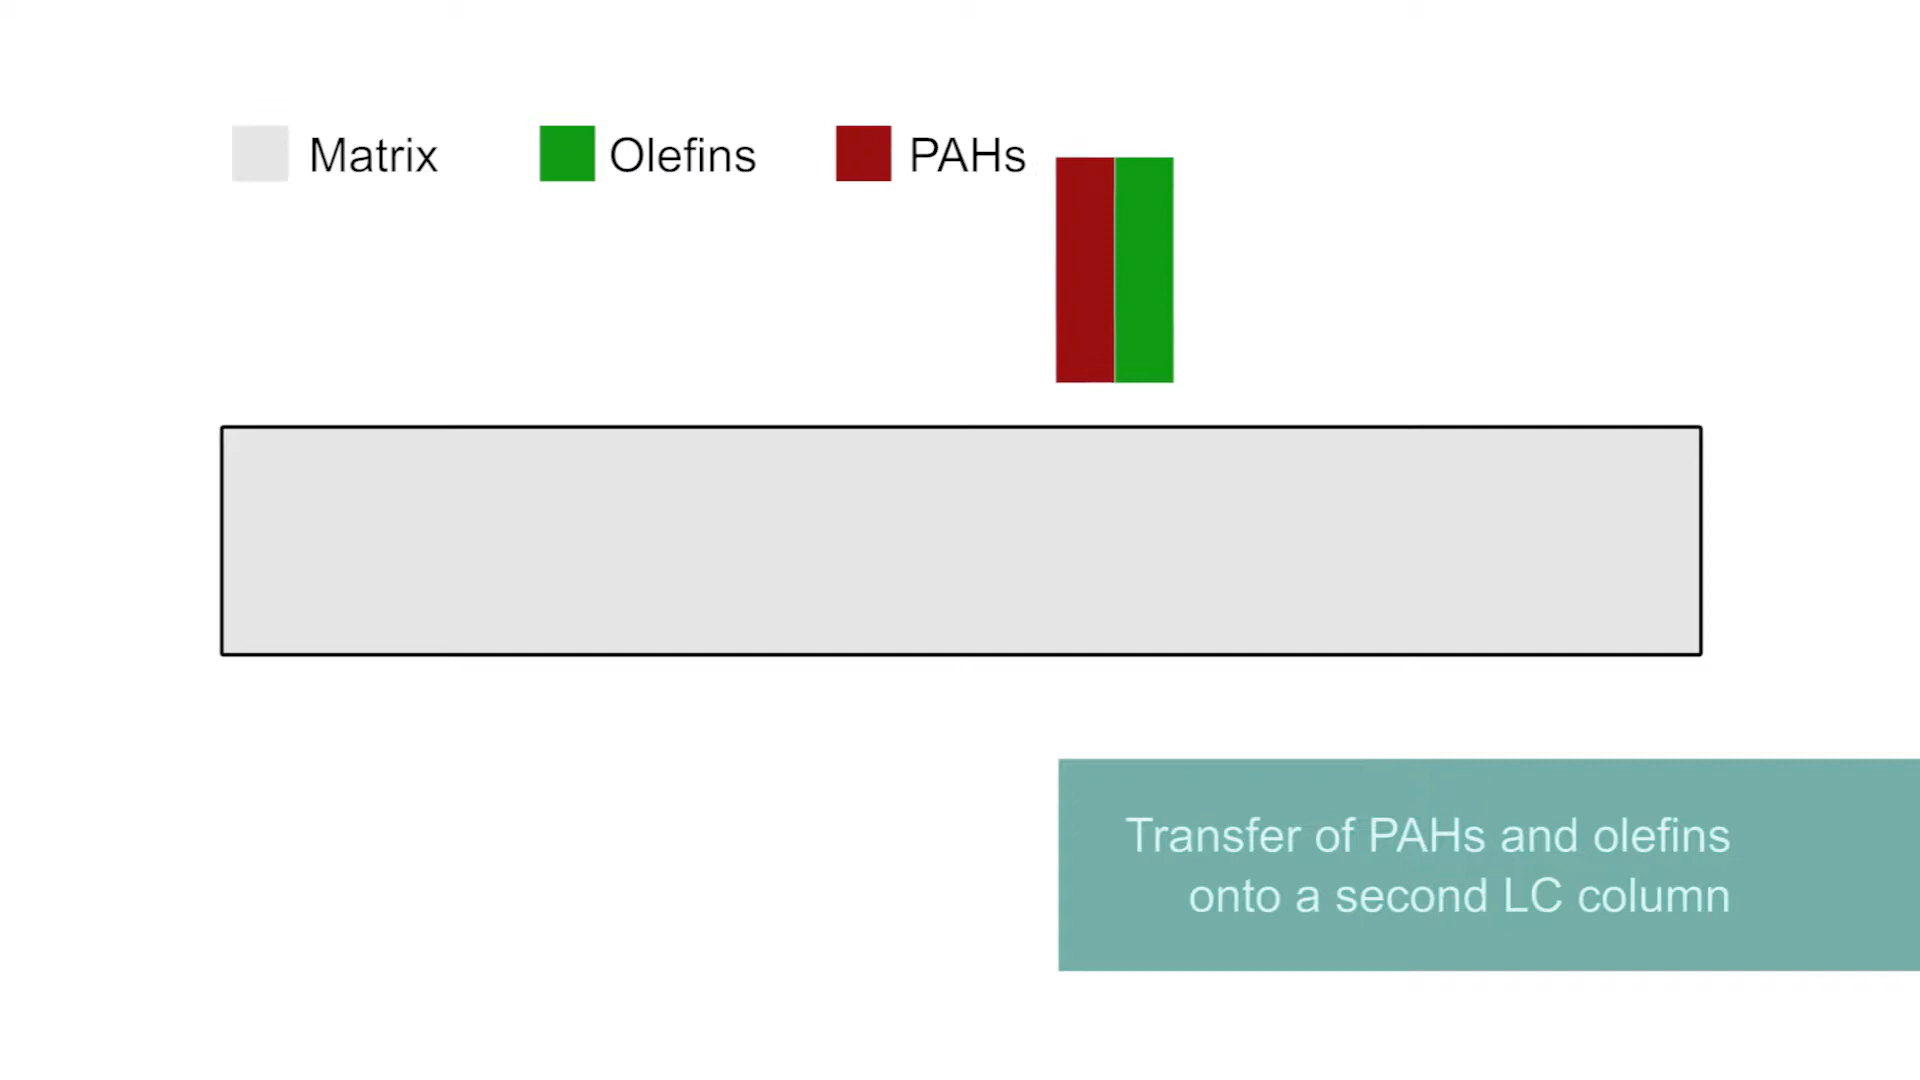 Matrix
Olefins
PAHs
Transfer of PAHs and olefins
onto a second LC column